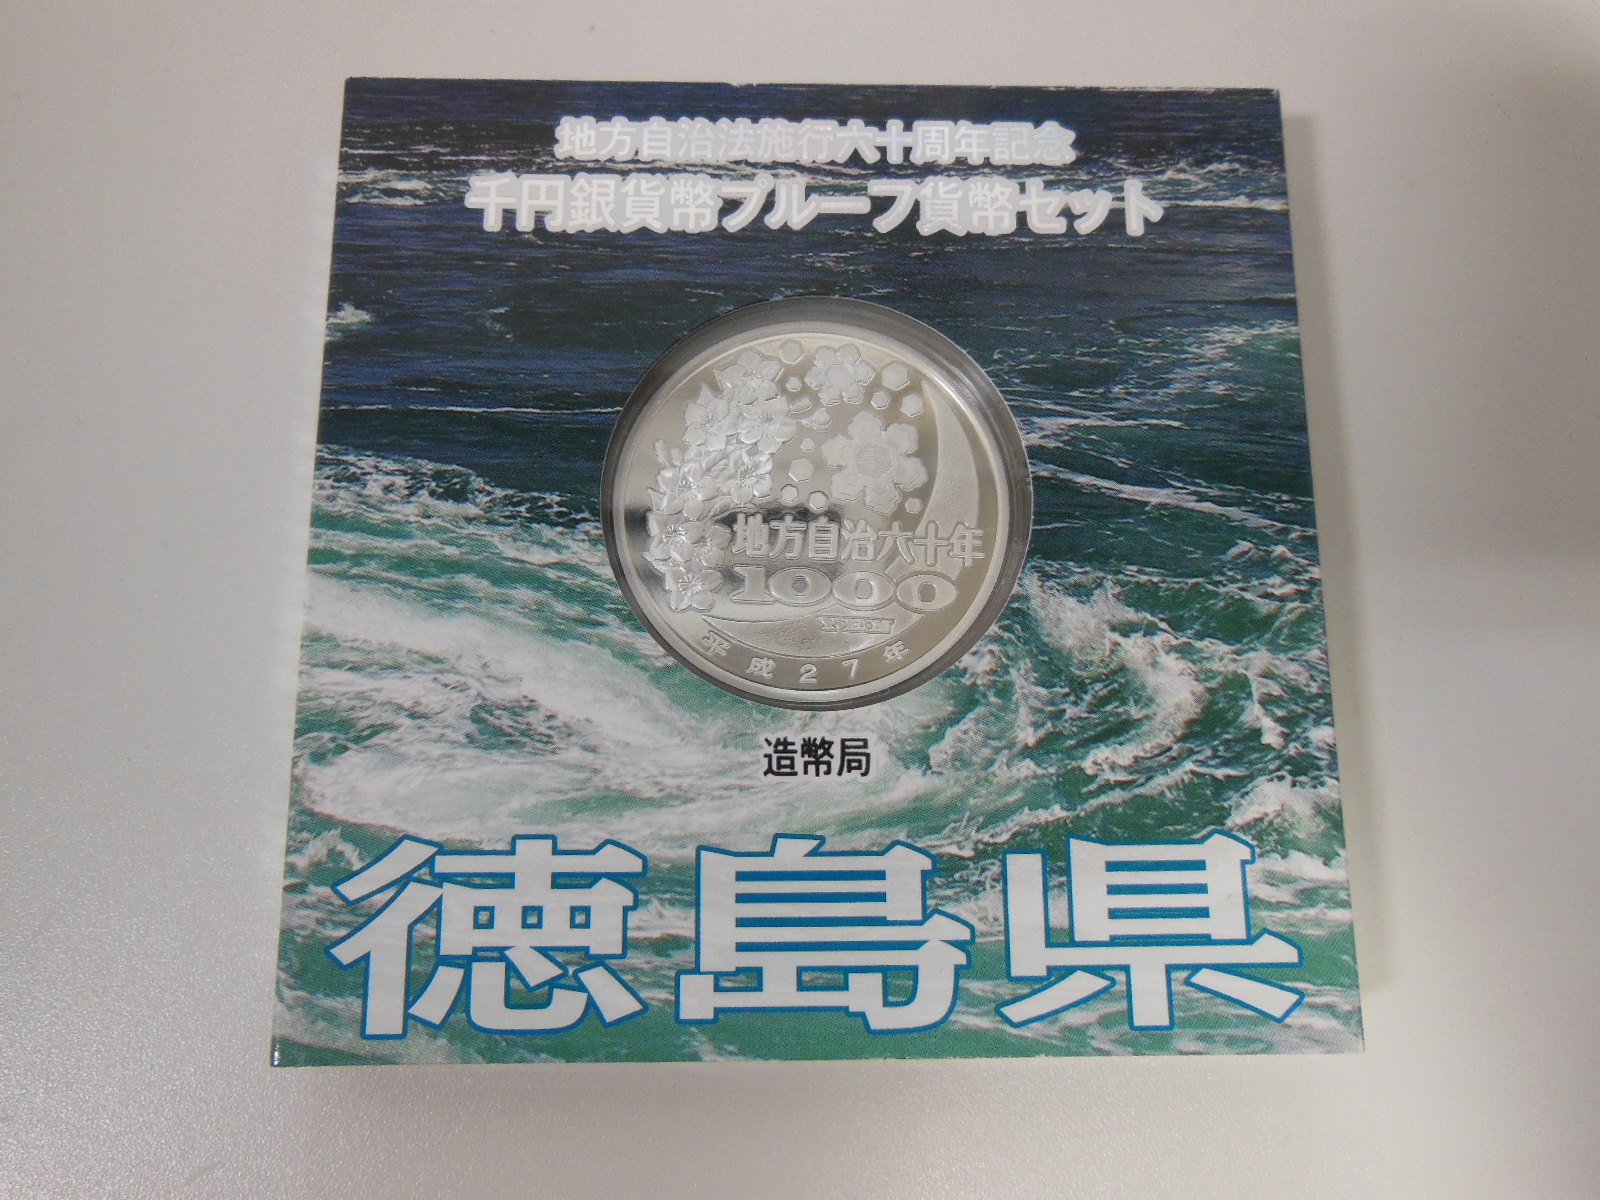 地方自治法施行六十周年記念
千円銀貨幣プルーフ貨幣セット
地方自治六十年
1000
平成27年
造幣局
徳島県